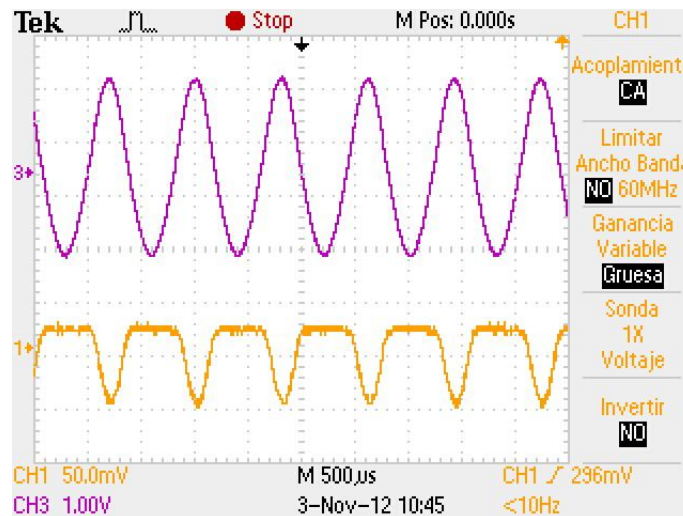 Tek Stop M Pos: 0.000s CH1
Acoplamient
CA
Limitar
Ancho Banda
NO 60MHz
Ganancia
Variable
Gruesa
Sonda
1X
Voltaje
Invertir
NO
3
1
CH1 50.0mV M 500µs CH1 296mV
CH3 1.00V 3-Nov-12 10:45 <10Hz